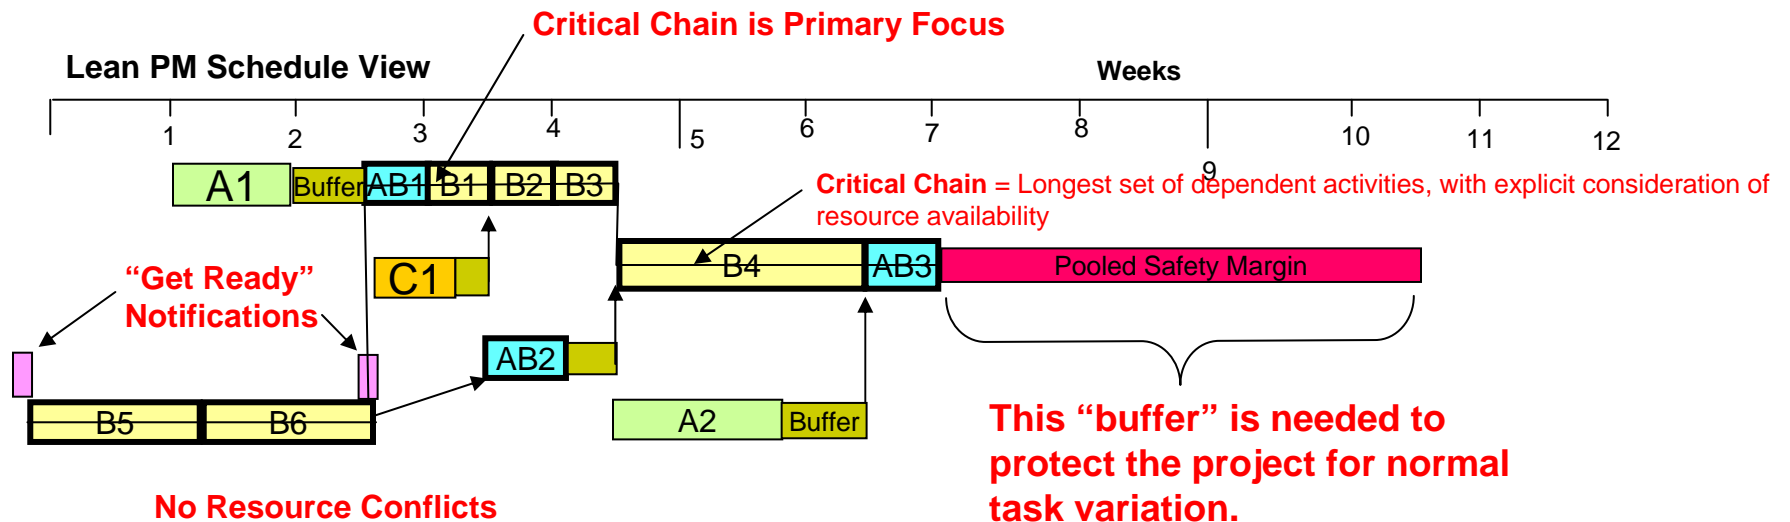 Critical Chain is Primary Focus
Lean PM Schedule View
Weeks
1 2 3 4 5 6 7 8 9 10 11 12
A1 Buffer AB1 B1 B2 B3
Critical Chain = Longest set of dependent activities, with explicit consideration of
resource availability
“Get Ready”
Notifications
C1
B4 AB3 Pooled Safety Margin
AB2
B5 B6
A2 Buffer
This “buffer” is needed to
protect the project for normal
task variation.
No Resource Conflicts